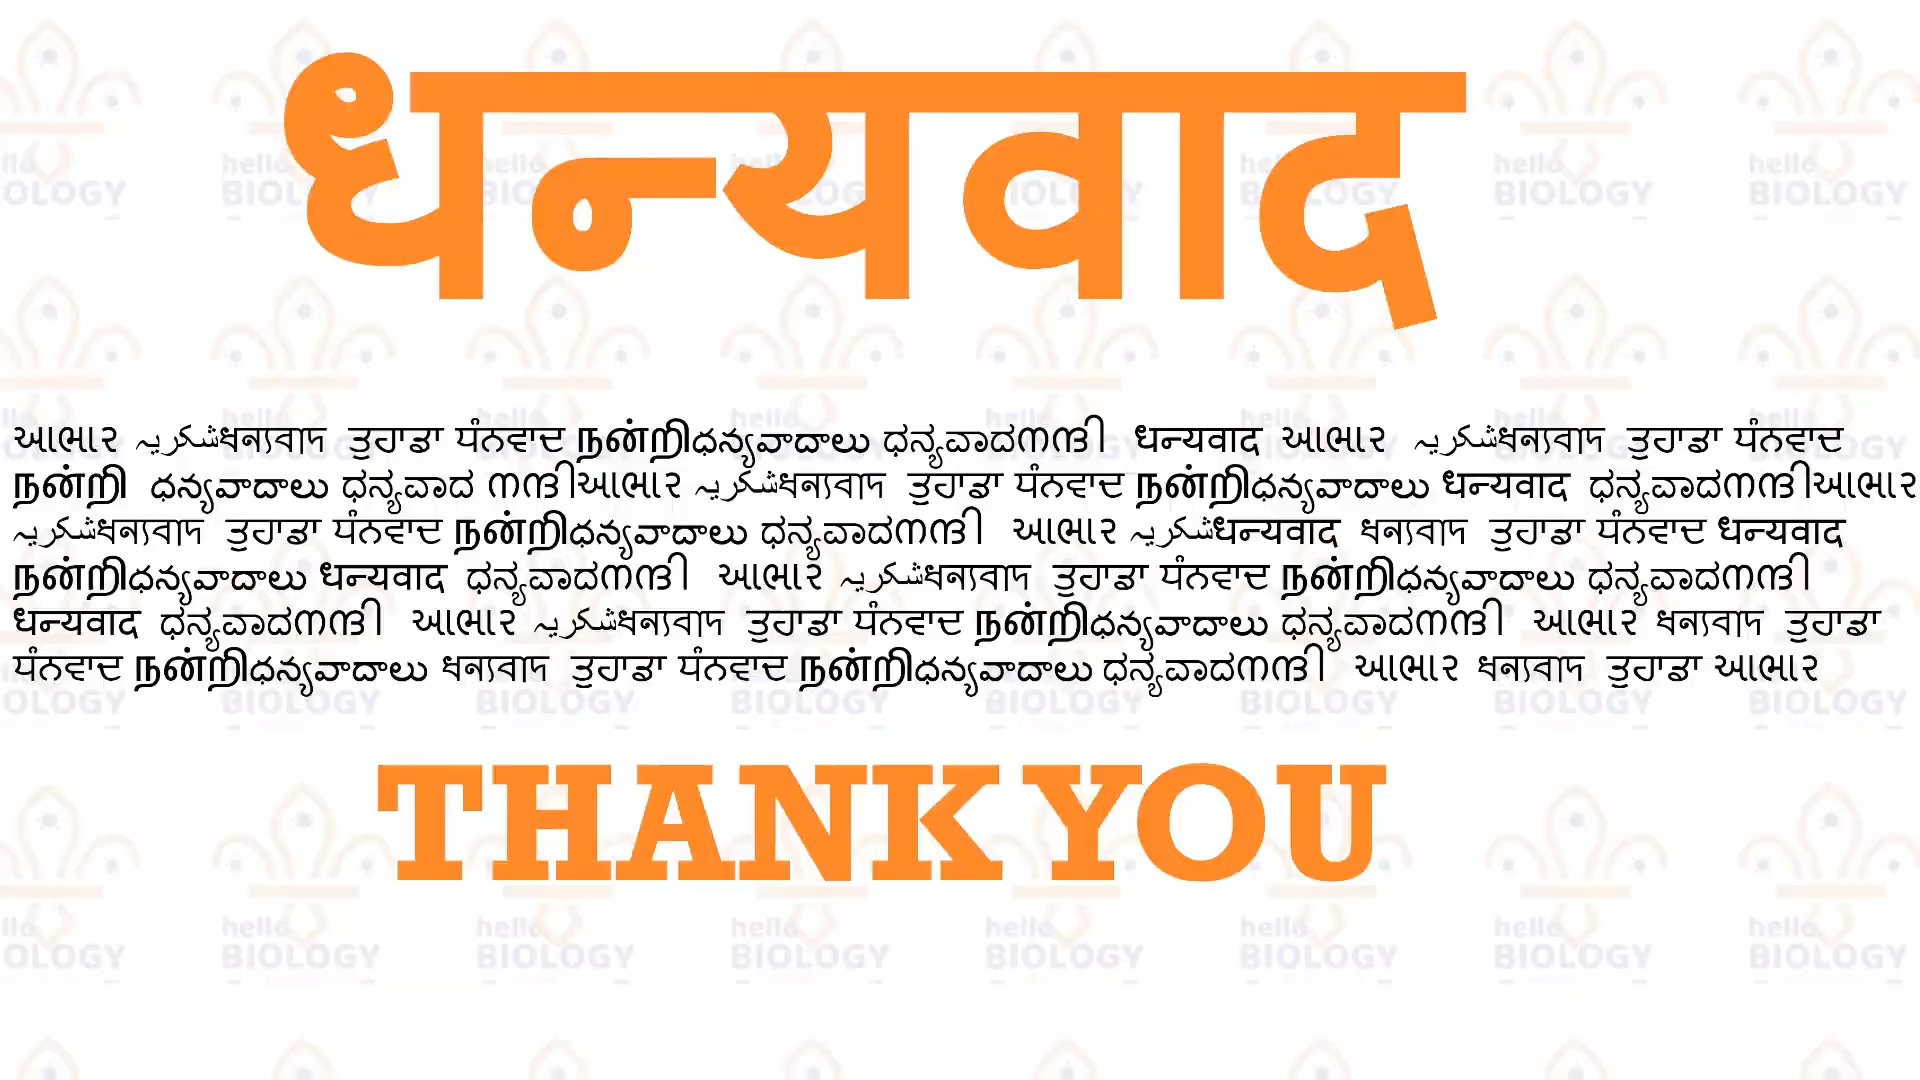 धन्यवाद
આભાર شکریہ ধন্যবাদ ਤੁਹਾਡਾ ਧੰਨਵਾਦ நன்றிధన్యవాదాలు ಧನ್ಯವಾದനന്ദി धन्यवाद આભાર شکریہ ধন্যবাদ ਤੁਹਾਡਾ ਧੰਨਵਾਦ
நன்றி ధన్యవాదాలు ಧನ್ಯವಾದ നന്ദിઆભાર شکریہ ধন্যবাদ ਤੁਹਾਡਾ ਧੰਨਵਾਦ நன்றிధన్యవాదాలు धन्यवाद ಧನ್ಯವಾದനന്ദിઆભાર
شکریہ ধন্যবাদ ਤੁਹਾਡਾ ਧੰਨਵਾਦ நன்றிధన్యవాదాలు ಧನ್ಯವಾದനന്ദി આભાર شکریہ धन्यवाद ধন্যবাদ ਤੁਹਾਡਾ ਧੰਨਵਾਦ धन्यवाद
நன்றிధన్యవాదాలు धन्यवाद ಧನ್ಯವಾದനന്ദി આભાર شکریہ ধন্যবাদ ਤੁਹਾਡਾ ਧੰਨਵਾਦ நன்றிధన్యవాదాలు ಧನ್ಯವಾದനന്ദി
धन्यवाद ಧನ್ಯವಾದനന്ദി આભાર شکریہ ধন্যবাদ ਤੁਹਾਡਾ ਧੰਨਵਾਦ நன்றிధన్యవాదాలు ಧನ್ಯವಾದനന്ദി આભાર ধন্যবাদ ਤੁਹਾਡਾ
ਧੰਨਵਾਦ நன்றிధన్యవాదాలు ধন্যবাদ ਤੁਹਾਡਾ ਧੰਨਵਾਦ நன்றிధన్యవాదాలు ಧನ್ಯವಾದനന്ദി આભાર ধন্যবাদ ਤੁਹਾਡਾ આભાર
THANK YOU